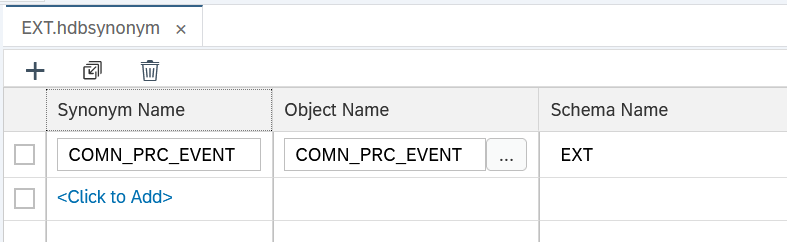 EXT.hdbsynonym ×
Synonym Name Object Name Schema Name
COMN_PRC_EVENT COMN_PRC_EVENT ... EXT
<Click to Add>